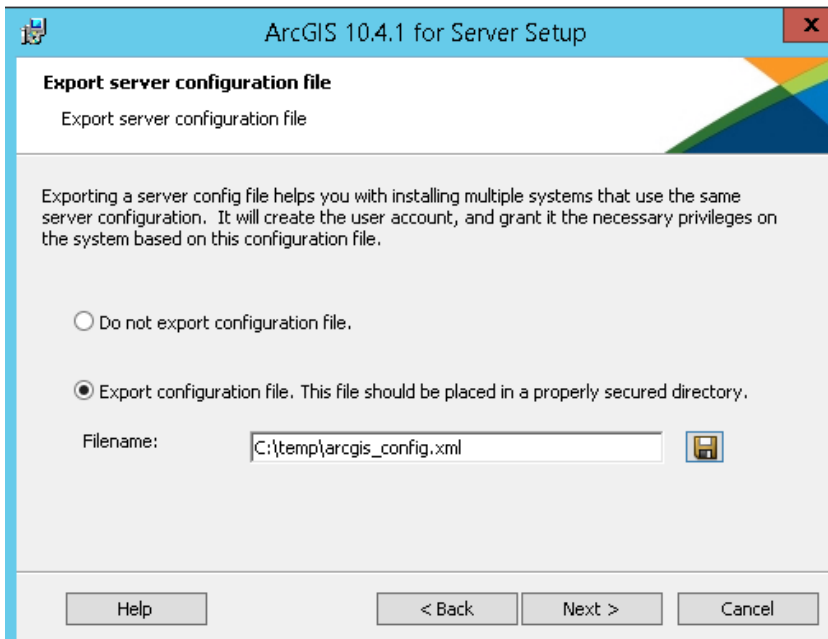 ArcGIS 10.4.1 for Server Setup
x
Export server configuration file
Export server configuration file
Exporting a server config file helps you with installing multiple systems that use the same
server configuration.  It will create the user account, and grant it the necessary privileges on
the system based on this configuration file.
Do not export configuration file.
Export configuration file. This file should be placed in a properly secured directory.
Filename:
C:\temp\arcgis_config.xml
Help
< Back
Next >
Cancel